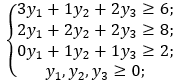 3y₁ + 1y₂ + 2y₃ ≥ 6;
2y₁ + 2y₂ + 2y₃ ≥ 8;
0y₁ + 1y₂ + 1y₃ ≥ 2;
y₁, y₂, y₃ ≥ 0;